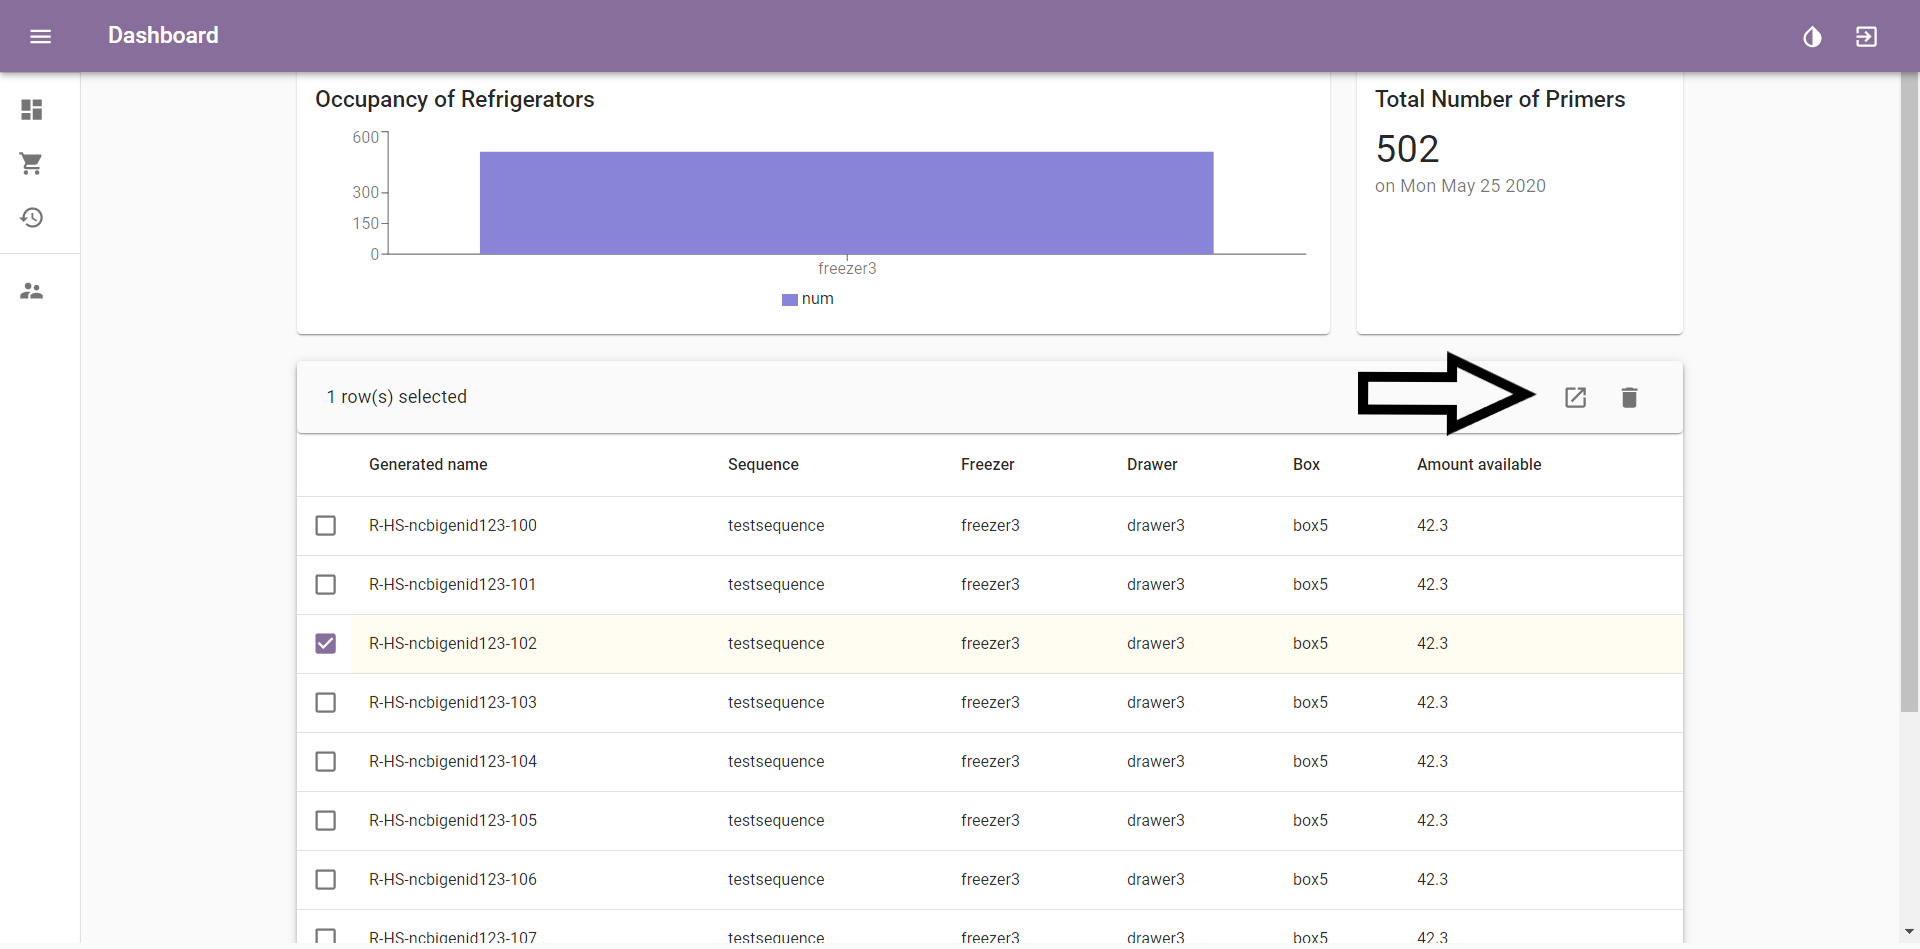 Dashboard
Occupancy of Refrigerators
600
300
150
0
freezer3
num
Total Number of Primers
502
on Mon May 25 2020
1 row(s) selected
Generated name Sequence Freezer Drawer Box Amount available
R-HS-ncbigenid123-100 testsequence freezer3 drawer3 box5 42.3
R-HS-ncbigenid123-101 testsequence freezer3 drawer3 box5 42.3
R-HS-ncbigenid123-102 testsequence freezer3 drawer3 box5 42.3
R-HS-ncbigenid123-103 testsequence freezer3 drawer3 box5 42.3
R-HS-ncbigenid123-104 testsequence freezer3 drawer3 box5 42.3
R-HS-ncbigenid123-105 testsequence freezer3 drawer3 box5 42.3
R-HS-ncbigenid123-106 testsequence freezer3 drawer3 box5 42.3
R-HS-ncbigenid123-107 testsequence freezer3 drawer3 box5 42.3